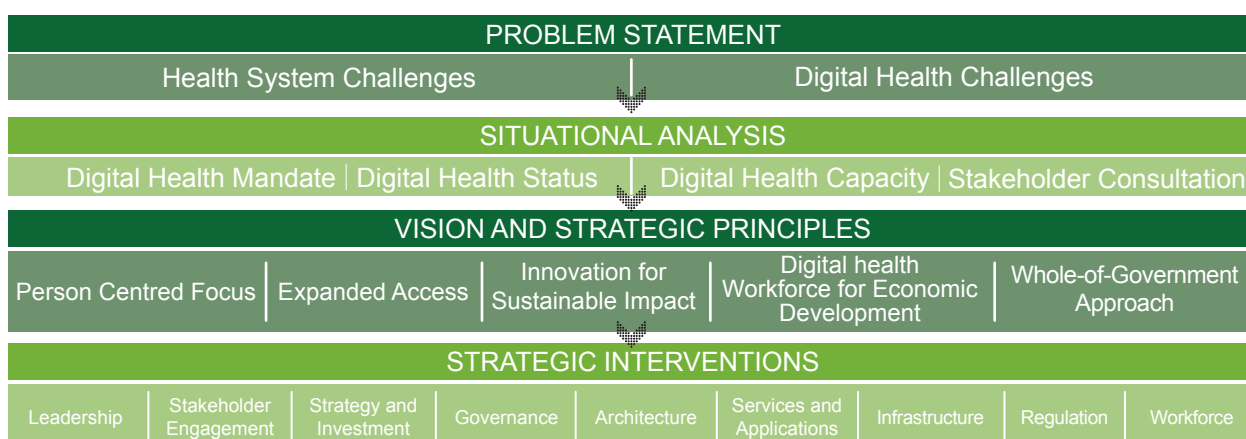 PROBLEM STATEMENT
Health System Challenges
Digital Health Challenges
SITUATIONAL ANALYSIS
Digital Health Mandate
Digital Health Status
Digital Health Capacity
Stakeholder Consultation
VISION AND STRATEGIC PRINCIPLES
Person Centred Focus
Expanded Access
Innovation for
Sustainable Impact
Digital health
Workforce for Economic
Development
Whole-of-Government
Approach
STRATEGIC INTERVENTIONS
Leadership
Stakeholder
Engagement
Strategy and
Investment
Governance
Architecture
Services and
Applications
Infrastructure
Regulation
Workforce